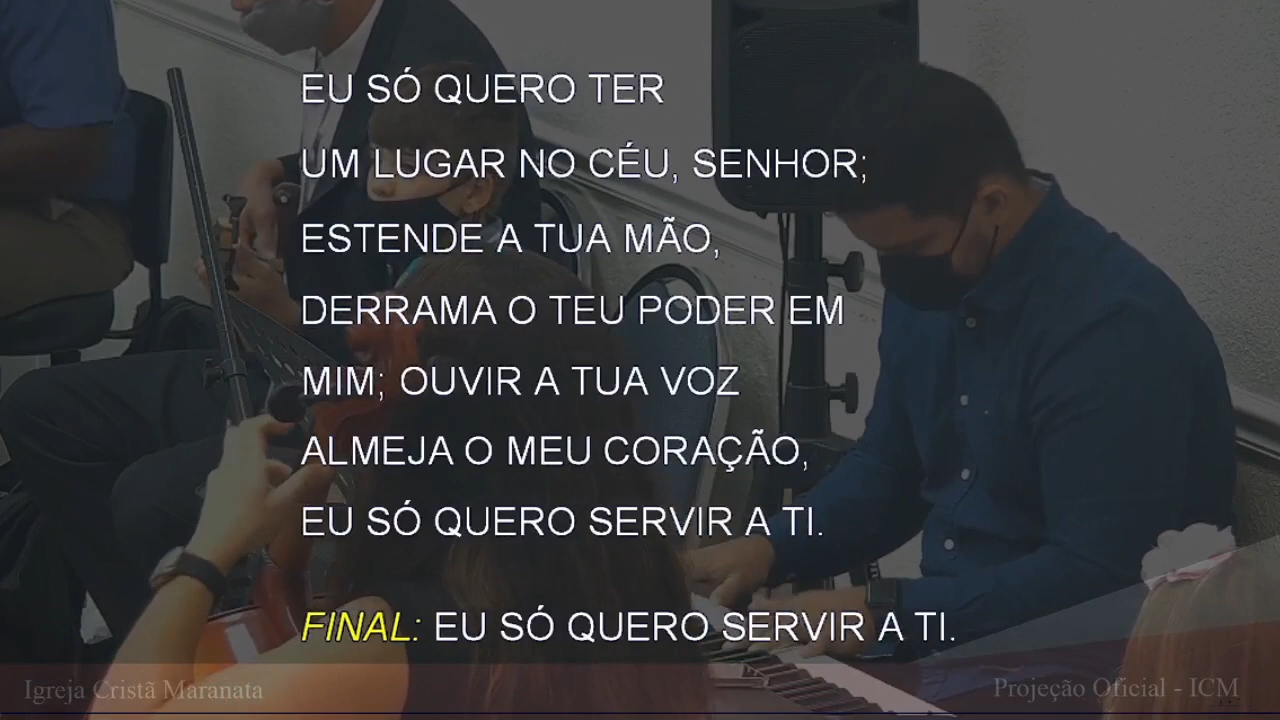 EU SÓ QUERO TER
UM LUGAR NO CÉU, SENHOR;
ESTENDE A TUA MÃO,
DERRAMA O TEU PODER EM
MIM; OUVIR A TUA VOZ
ALMEJA O MEU CORAÇÃO,
EU SÓ QUERO SERVIR A TI.
FINAL: EU SÓ QUERO SERVIR A TI.
Igreja Cristã Maranata
Projeção Oficial - ICM